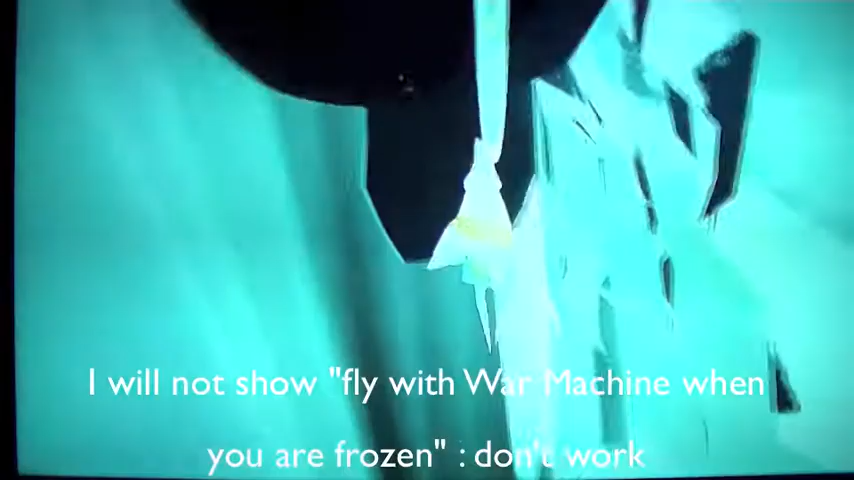 I will not show "fly with War Machine when
you are frozen" : don't work